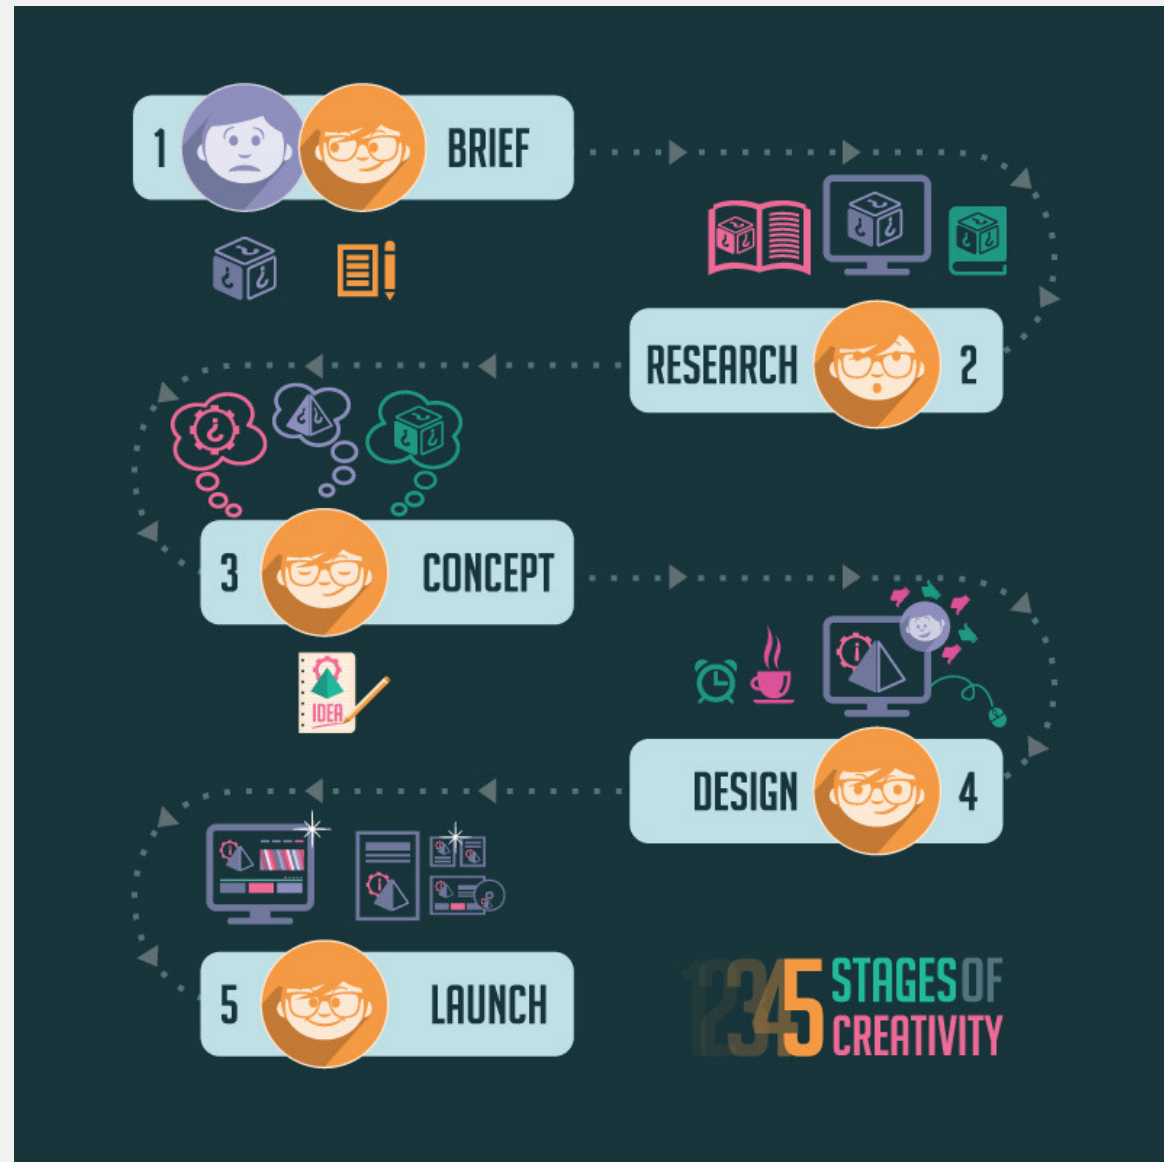 1 BRIEF
RESEARCH 2
3 CONCEPT
IDEA
DESIGN 4
5 LAUNCH
12345 STAGES OF
CREATIVITY